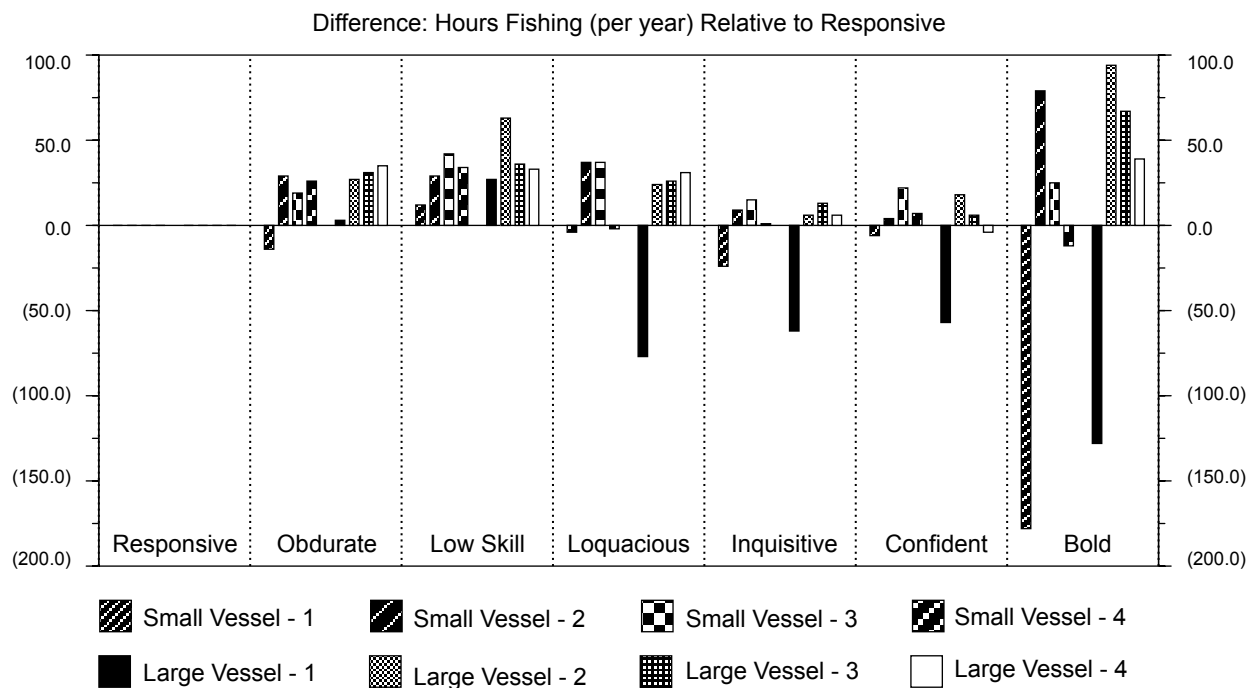 Difference: Hours Fishing (per year) Relative to Responsive
100.0 100.0
50.0 50.0
0.0 0.0
(50.0) (50.0)
(100.0) (100.0)
(150.0) (150.0)
Responsive Obdurate Low Skill Loquacious Inquisitive Confident Bold
(200.0) (200.0)
Small Vessel - 1 Small Vessel - 2 Small Vessel - 3 Small Vessel - 4
Large Vessel - 1 Large Vessel - 2 Large Vessel - 3 Large Vessel - 4